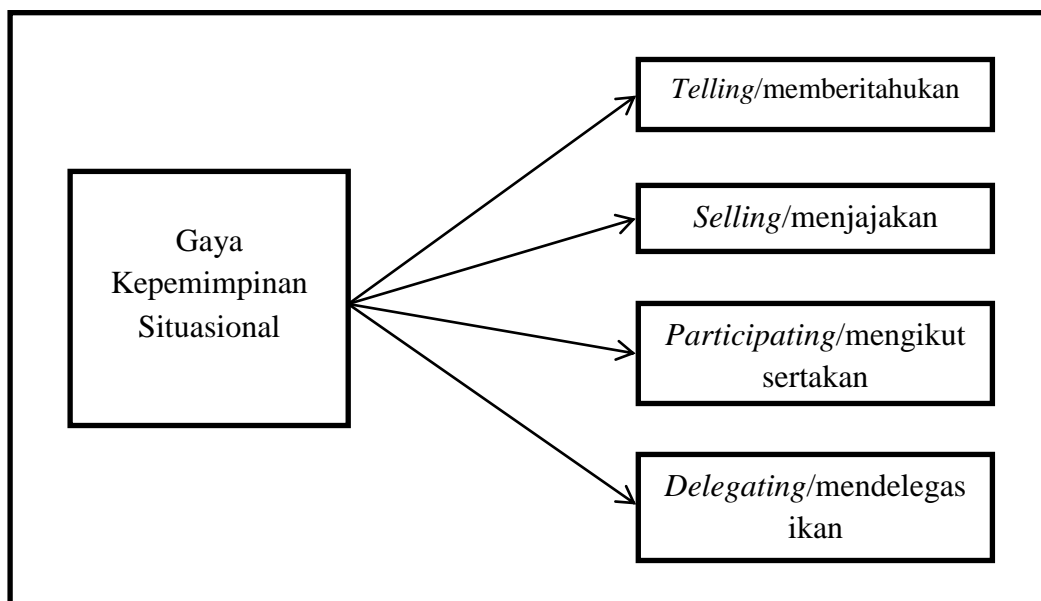 Gaya
Kepemimpinan
Situasional
Telling/memberitahukan
Selling/menjajakan
Participating/mengikut
sertakan
Delegating/mendelegas
ikan